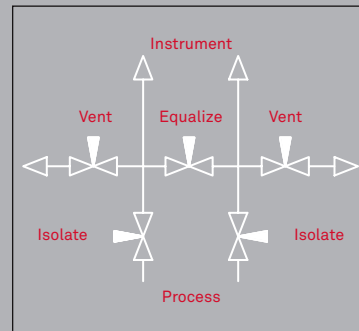 Instrument
Vent Equalize Vent
Isolate Isolate
Process